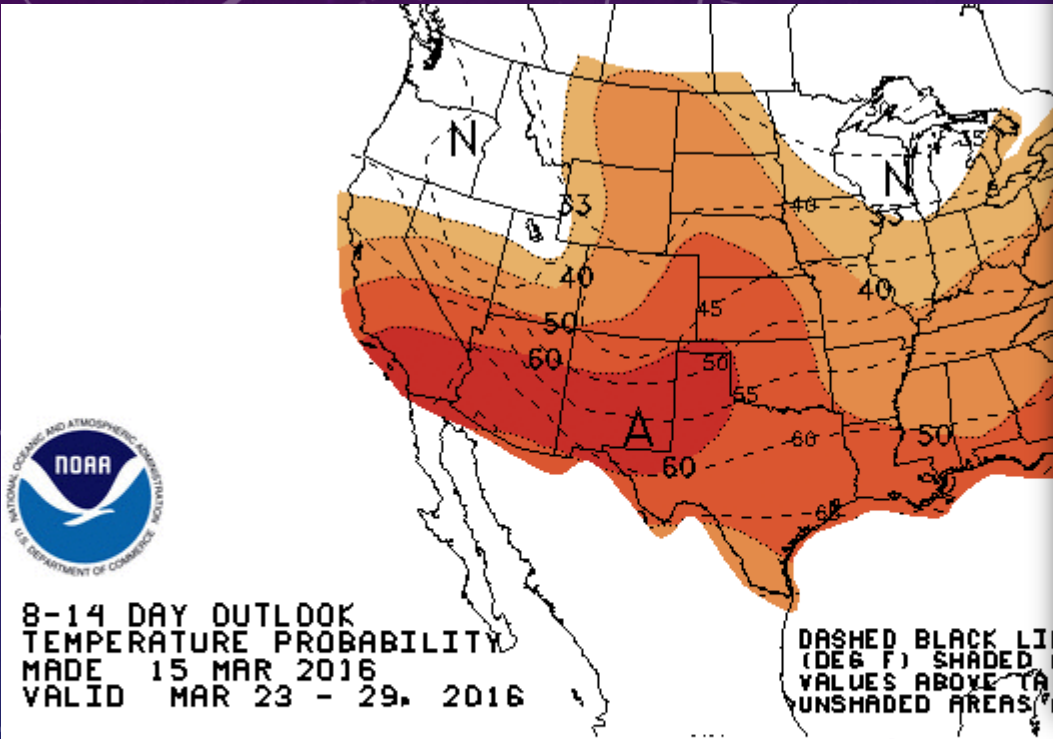 N
N
33
33
40
40
40
50
45
60
50
55
A
60
50
60
NATIONAL OCEANIC AND ATMOSPHERIC ADMINISTRATION
NOAA
U.S. DEPARTMENT OF COMMERCE
8-14 DAY OUTLOOK
TEMPERATURE PROBABILITY
MADE 15 MAR 2016
VALID MAR 23 - 29, 2016
DASHED BLACK
(DEG F) SHADED
VALUES ABOVE
UNSHADED AREAS